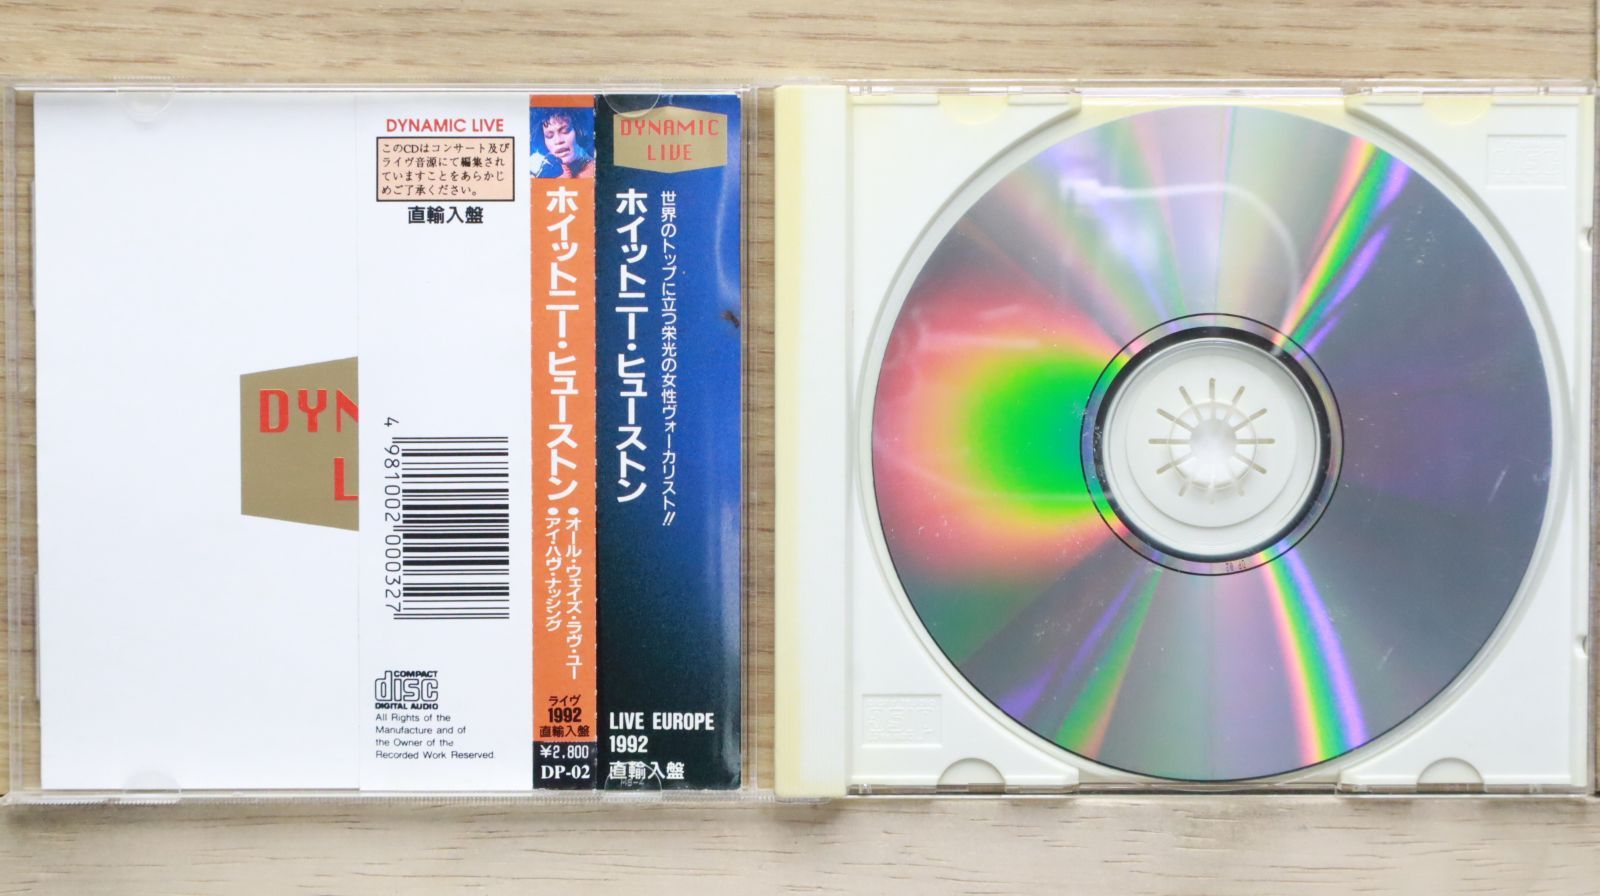 DYN
L
DYNAMIC LIVE
このCDはコンサート及び
ライヴ音源にて編集され
ていますことをあらかじ
めご了承ください。
直輸入盤
4 981002 000327
COMPACT
disc
DIGITAL AUDIO
All Rights of the
Manufacture and of
the Owner of the
Recorded Work Reserved.
ホイットニー・ヒューストン
オール・ウェイズ・ラヴ・ユー
アイ・ハヴ・ナッシング
ライヴ
1992
直輸入盤
¥2,800
DP-02
DYNAMIC
LIVE
世界のトップに立つ栄光の女性ヴォーカリスト!!
ホイットニー・ヒューストン
LIVE EUROPE
1992
直輸入盤